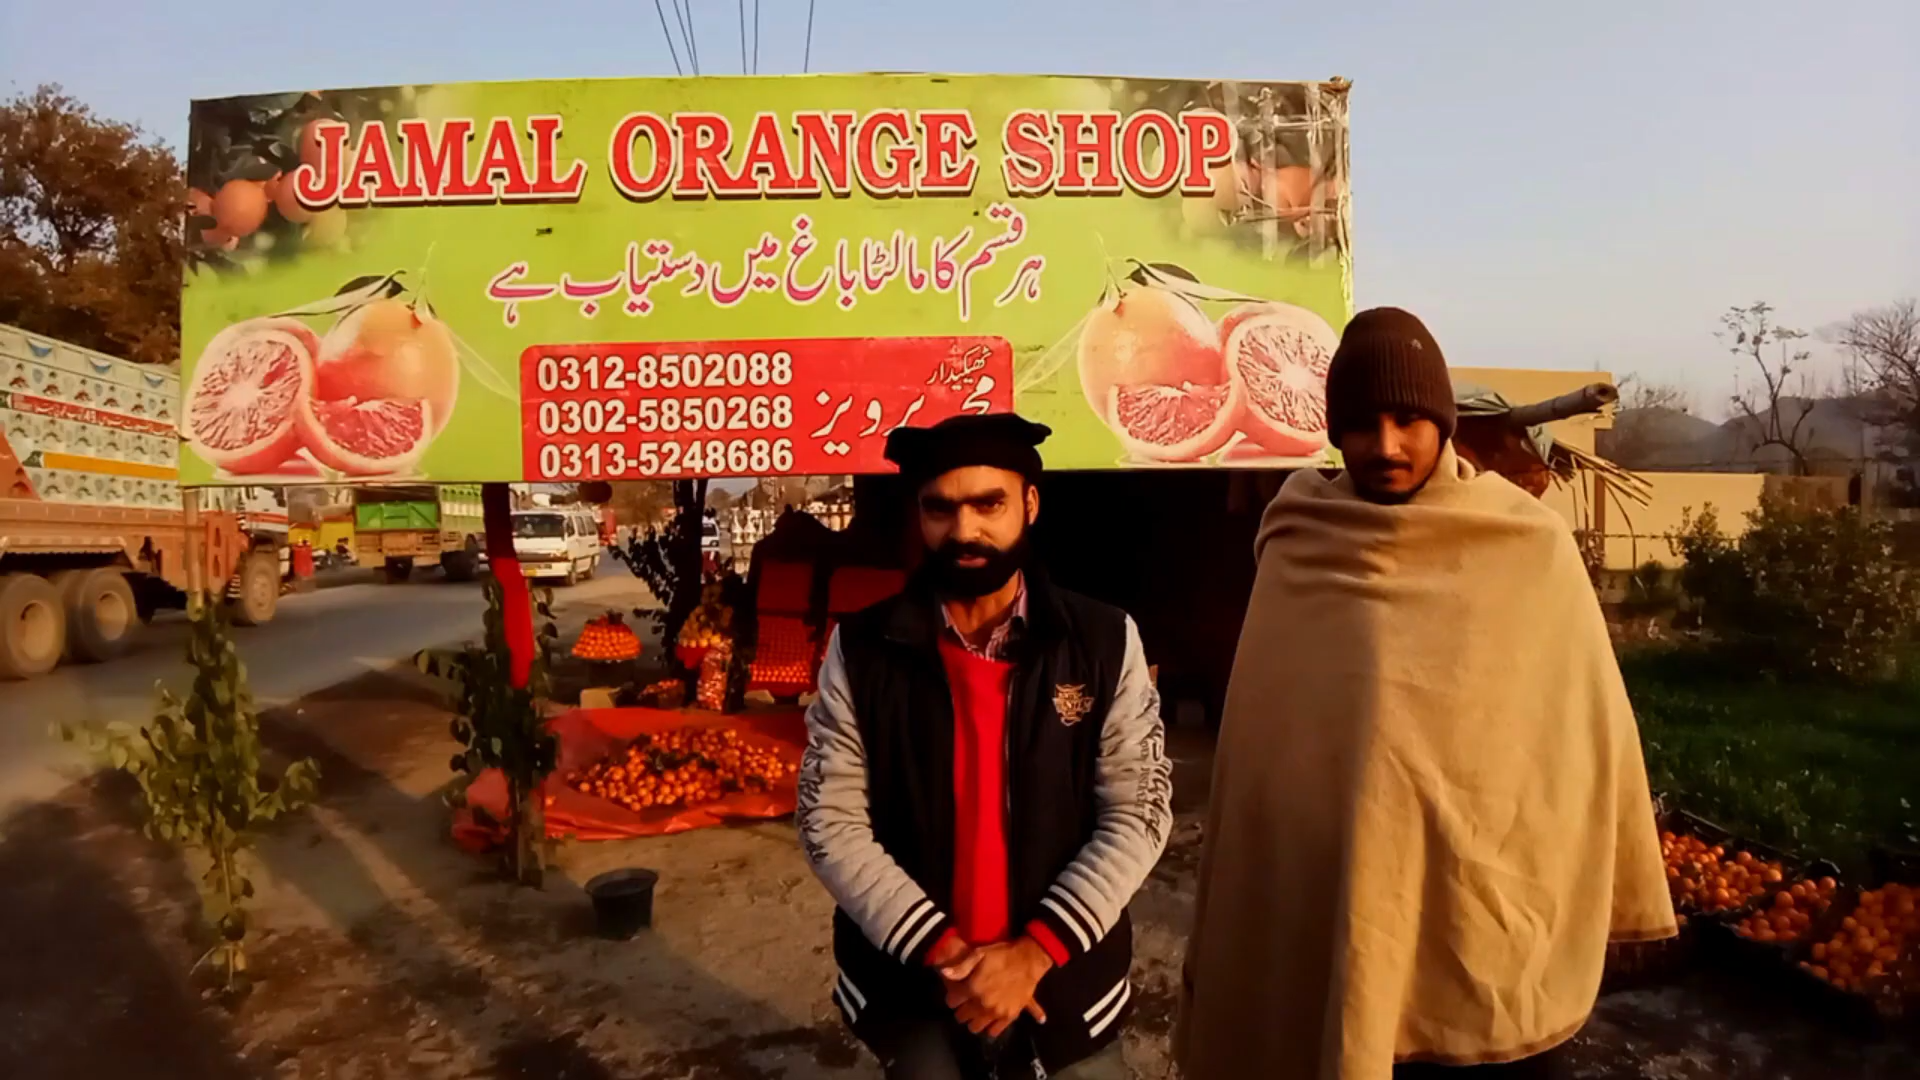 JAMAL ORANGE SHOP
ہر قسم کا مالٹا باغ میں دستیاب ہے
0312-8502088
0302-5850268
0313-5248686
ٹھیکیدار
پرویز